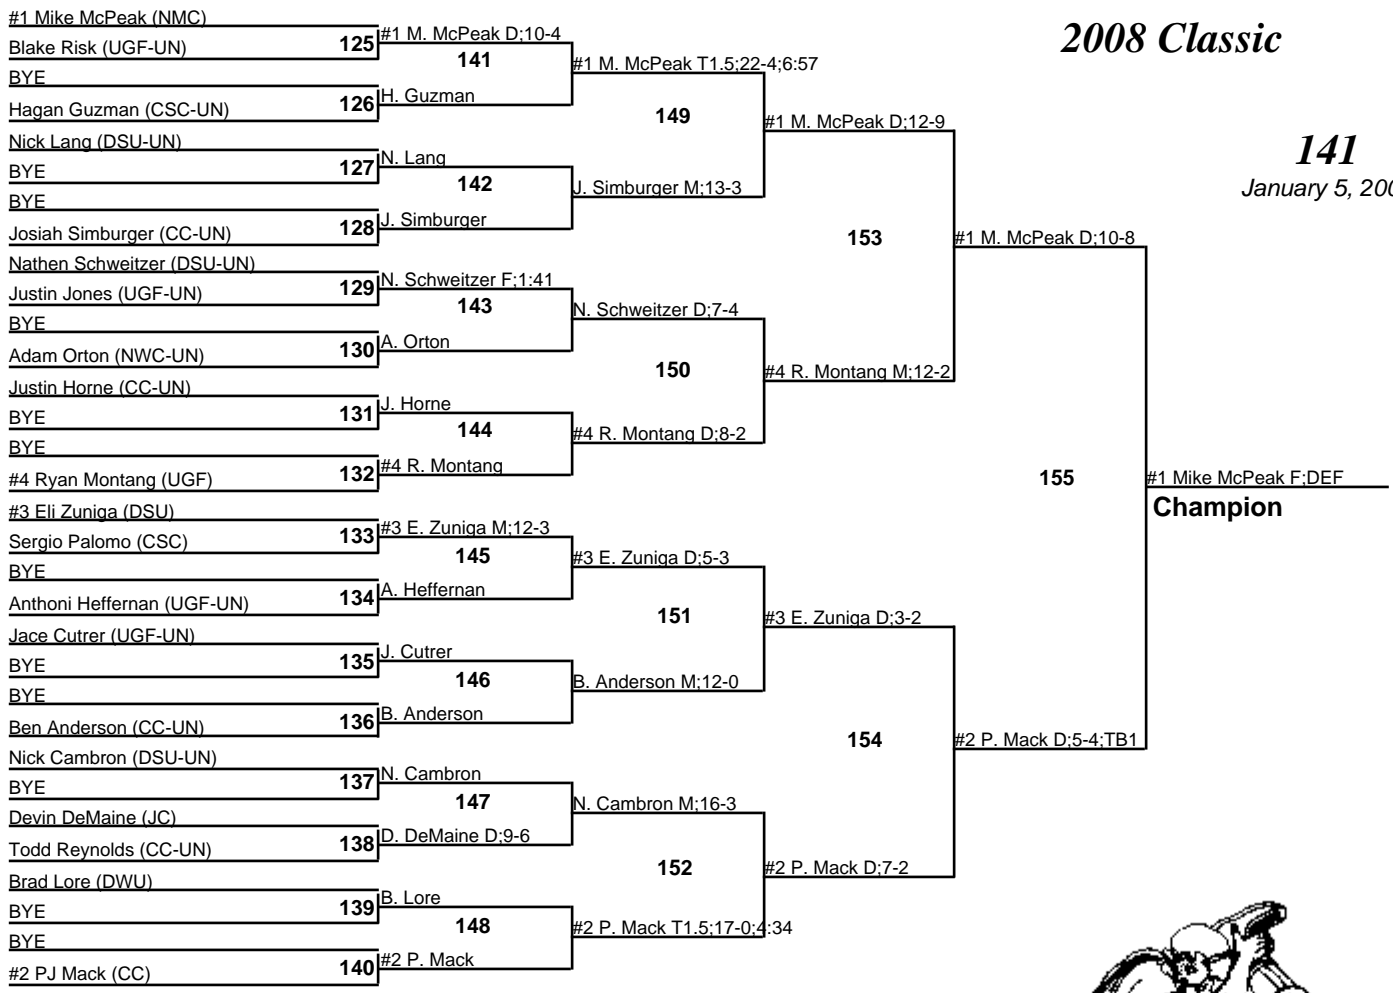 2008 Classic
141
January 5, 200
#1 Mike McPeak (NMC)
Blake Risk (UGF-UN)
BYE
Hagan Guzman (CSC-UN)
Nick Lang (DSU-UN)
BYE
BYE
Josiah Simburger (CC-UN)
Nathen Schweitzer (DSU-UN)
Justin Jones (UGF-UN)
BYE
Adam Orton (NWC-UN)
Justin Horne (CC-UN)
BYE
BYE
#4 Ryan Montang (UGF)
#3 Eli Zuniga (DSU)
Sergio Palomo (CSC)
BYE
Anthoni Heffernan (UGF-UN)
Jace Cutrer (UGF-UN)
BYE
BYE
Ben Anderson (CC-UN)
Nick Cambron (DSU-UN)
BYE
Devin DeMaine (JC)
Todd Reynolds (CC-UN)
Brad Lore (DWU)
BYE
BYE
#2 PJ Mack (CC)
125
126
127
128
129
130
131
132
133
134
135
136
137
138
139
140
#1 M. McPeak D;10-4
H. Guzman
N. Lang
J. Simburger
N. Schweitzer F;1:41
A. Orton
J. Horne
#4 R. Montang
#3 E. Zuniga M;12-3
A. Heffernan
J. Cutrer
B. Anderson
N. Cambron
D. DeMaine D;9-6
B. Lore
#2 P. Mack
141
142
143
144
145
146
147
148
#1 M. McPeak T1.5;22-4;6:57
J. Simburger M;13-3
N. Schweitzer D;7-4
#4 R. Montang D;8-2
#3 E. Zuniga D;5-3
B. Anderson M;12-0
N. Cambron M;16-3
#2 P. Mack T1.5;17-0;4:34
149
150
151
152
#1 M. McPeak D;12-9
#4 R. Montang M;12-2
#3 E. Zuniga D;3-2
#2 P. Mack D;7-2
153
154
#1 M. McPeak D;10-8
#2 P. Mack D;5-4;TB1
155
#1 Mike McPeak F;DEF
Champion